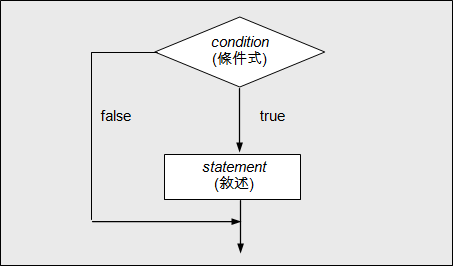 condition
(條件式)
false
true
statement
(敘述)